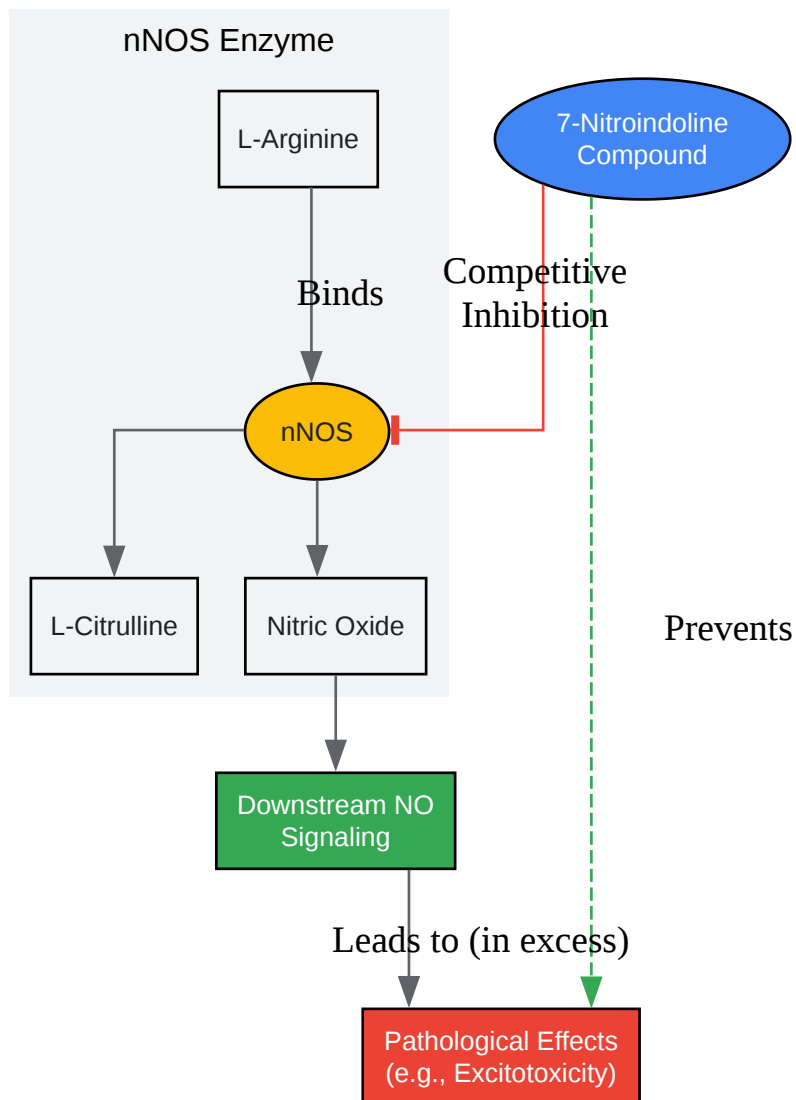 nNOS Enzyme
L-Arginine
7-Nitroindoline
Compound
Binds
Competitive
Inhibition
nNOS
L-Citrulline
Nitric Oxide
Prevents
Downstream NO
Signaling
Leads to (in excess)
Pathological Effects
(e.g., Excitotoxicity)